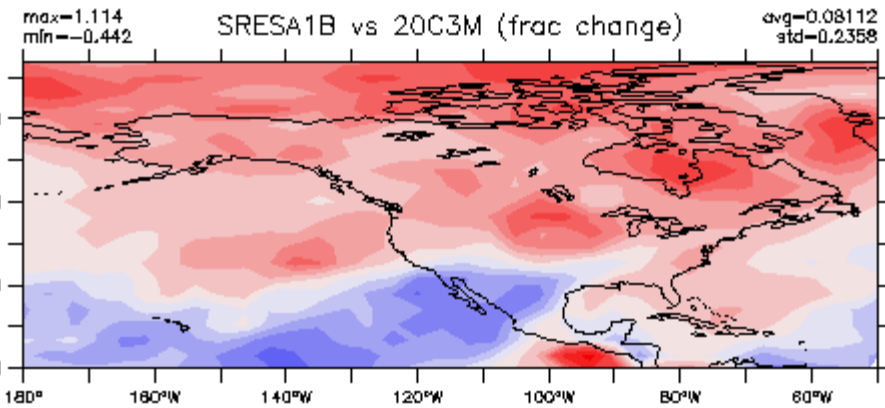 max=1.114
min=-0.442
SRESA1B vs 20C3M (frac change)
avg=0.08112
std=0.2358
180° 160°W 140°W 120°W 100°W 80°W 60°W